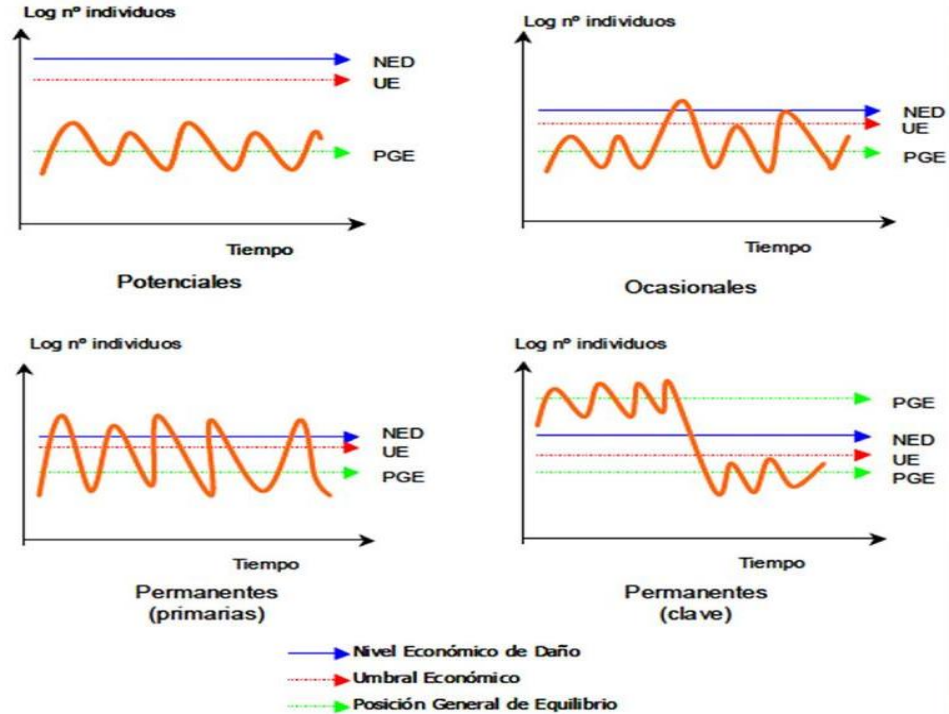 Log nº individuos
NED
UE
PGE
Tiempo
Potenciales
Log nº individuos
NED
UE
PGE
Tiempo
Ocasionales
Log nº individuos
NED
UE
PGE
Tiempo
Permanentes
(primarias)
Log nº individuos
PGE
NED
UE
PGE
Tiempo
Permanentes
(clave)
Nivel Económico de Daño
Umbral Económico
Posición General de Equilibrio